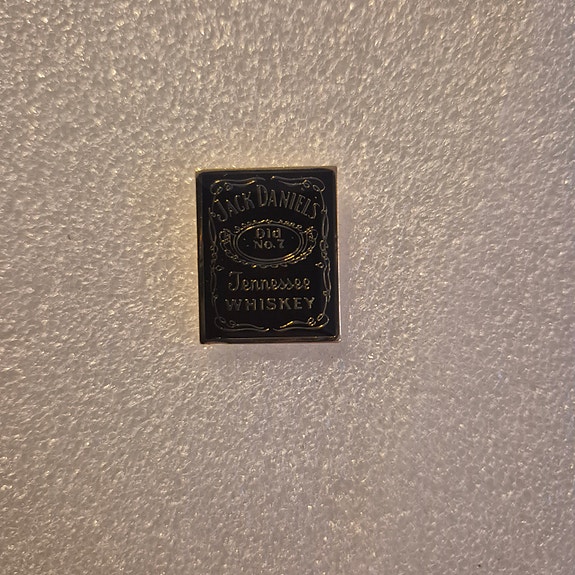 JACK DANIEL'S
Old
No. 7
Tennessee
WHISKEY